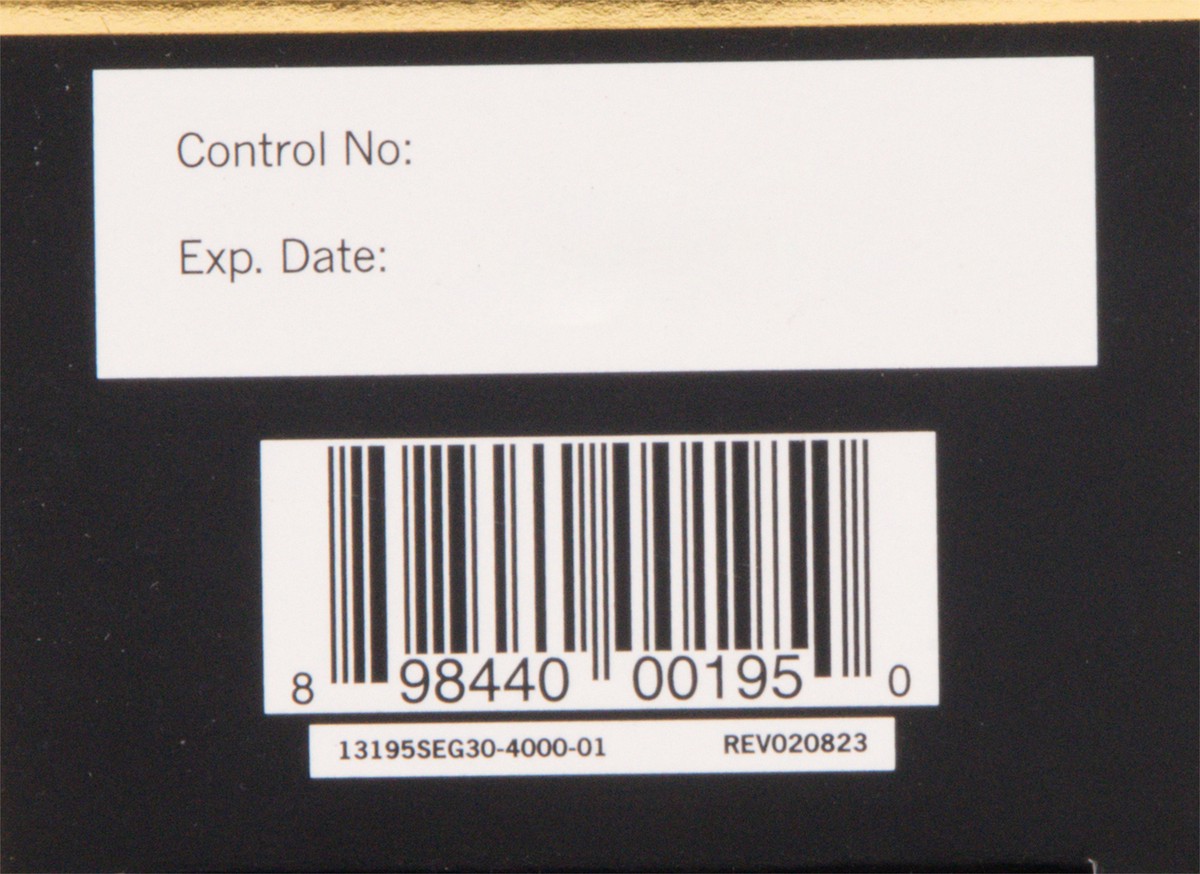 Control No:
Exp. Date:
8 98440 00195 0
13195SEG30-4000-01 REV020823